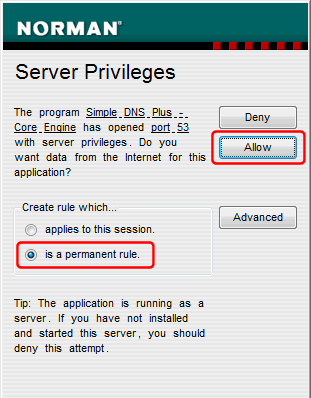 NORMAN
Server Privileges
The program Simple DNS Plus -
Core Engine has opened port 53
with server privileges. Do you
want data from the Internet for this
application?
Deny
Allow
Create rule which...
applies to this session.
is a permanent rule.
Advanced
Tip: The application is running as a
server. If you have not installed
and started this server, you should
deny this attempt.